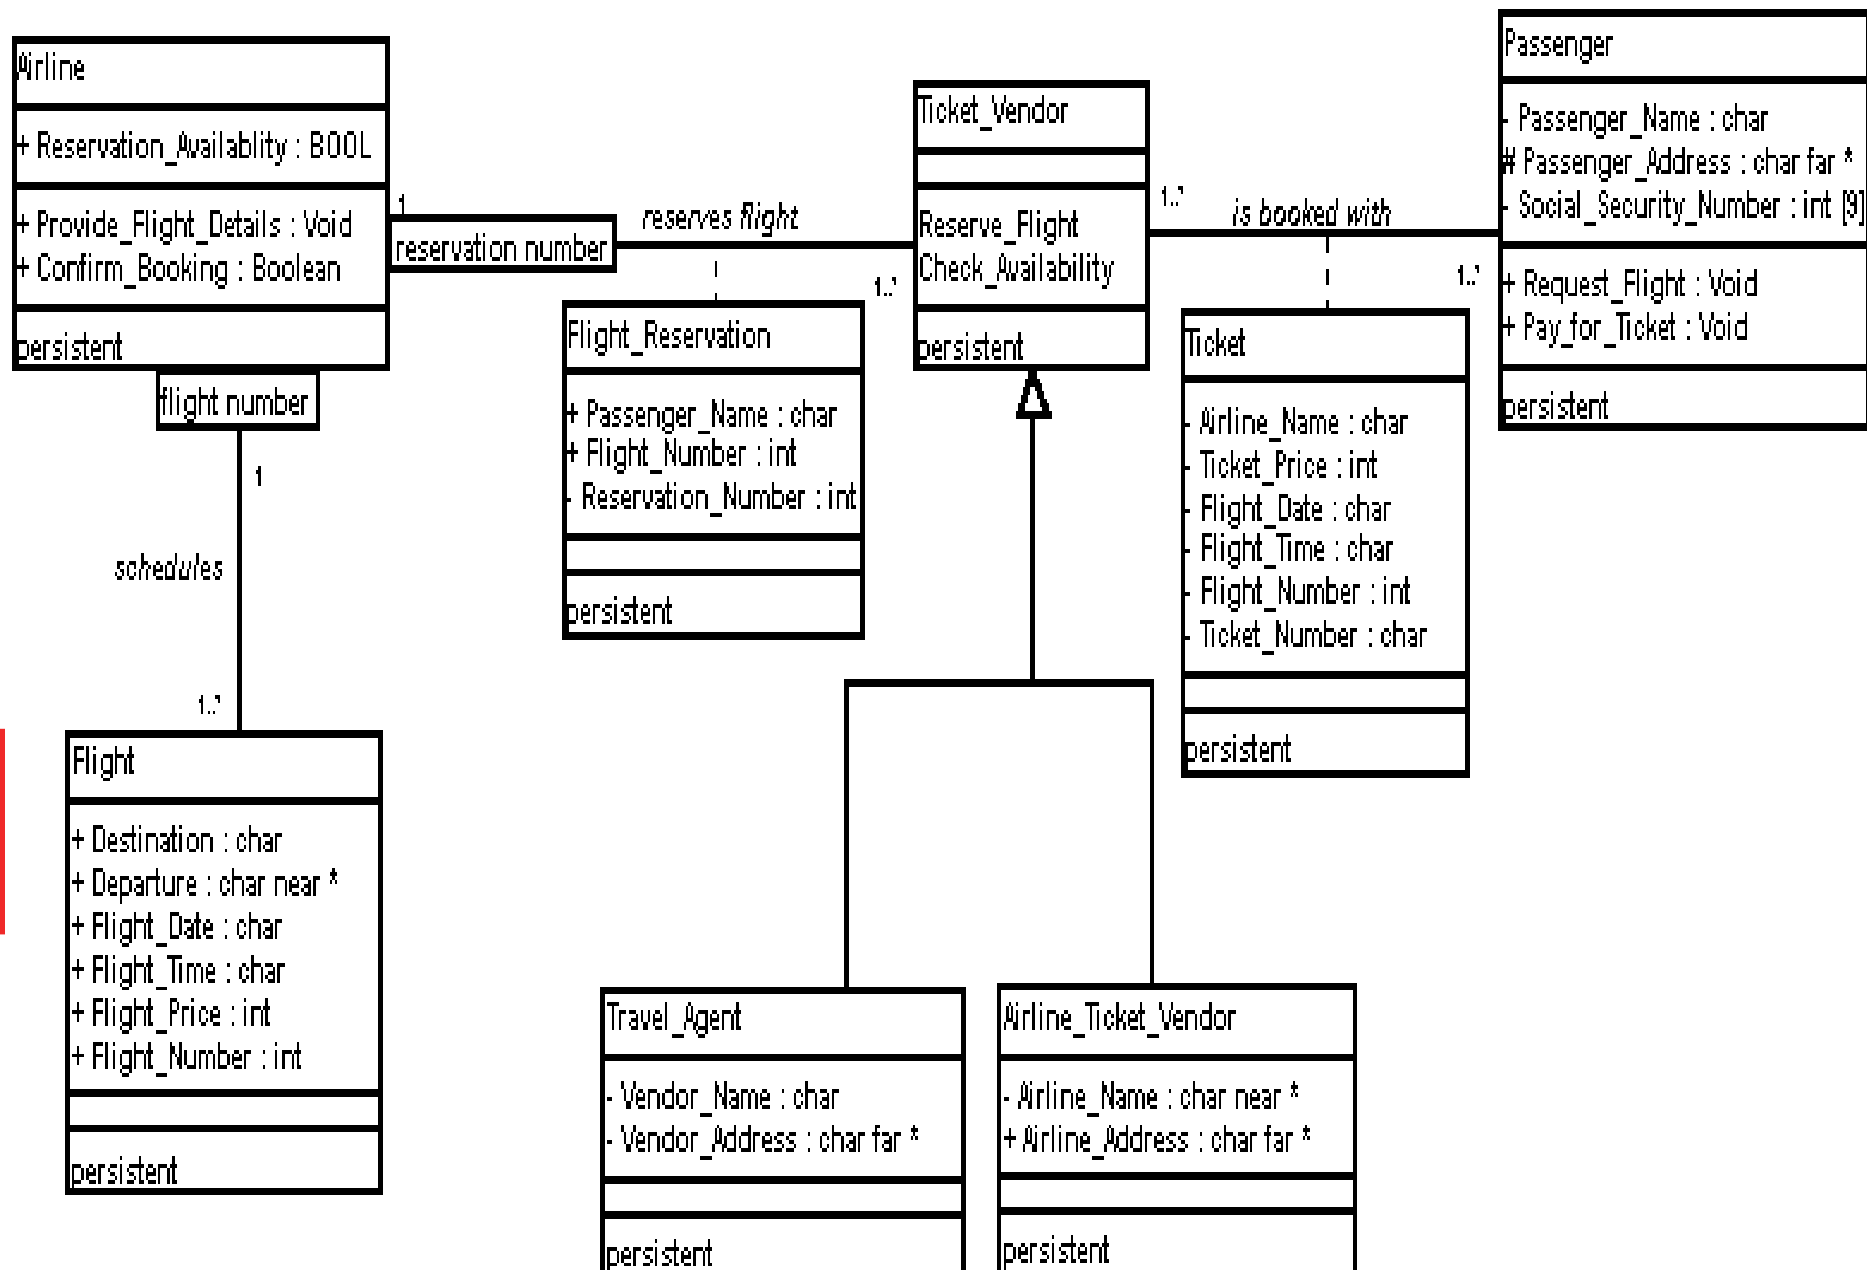 Airline
+ Reservation_Availablity : BOOL
+ Provide_Flight_Details : Void
+ Confirm_Booking : Boolean
persistent
flight number
1
reservation number
reserves flight
1..*
Ticket_Vendor
Reserve_Flight
Check_Availability
persistent
1..*
is booked with
1..*
Passenger
- Passenger_Name : char
# Passenger_Address : char far *
- Social_Security_Number : int [9]
+ Request_Flight : Void
+ Pay_for_Ticket : Void
persistent
Flight_Reservation
+ Passenger_Name : char
+ Flight_Number : int
- Reservation_Number : int
persistent
Ticket
- Airline_Name : char
- Ticket_Price : int
- Flight_Date : char
- Flight_Time : char
- Flight_Number : int
- Ticket_Number : char
persistent
1
schedules
1..*
Flight
+ Destination : char
+ Departure : char near *
+ Flight_Date : char
+ Flight_Time : char
+ Flight_Price : int
+ Flight_Number : int
persistent
Travel_Agent
- Vendor_Name : char
- Vendor_Address : char far *
persistent
Airline_Ticket_Vendor
- Airline_Name : char near *
+ Airline_Address : char far *
persistent